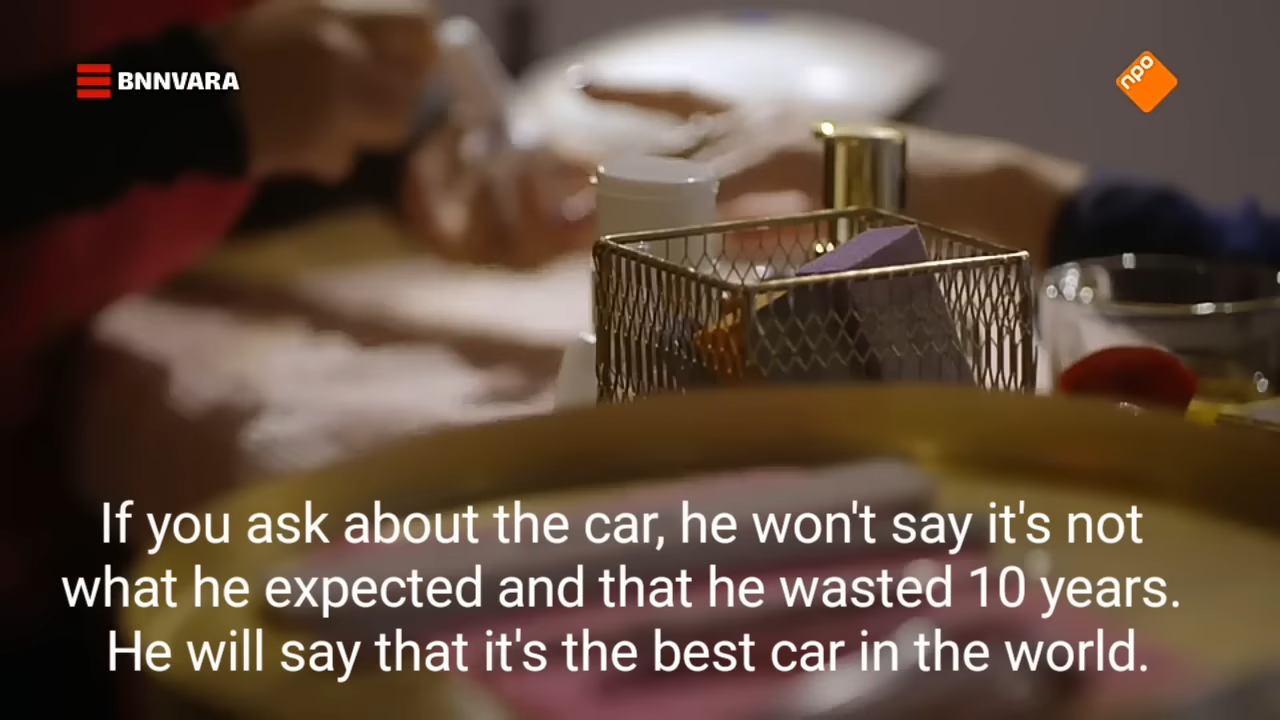 BNNVARA
npo
If you ask about the car, he won't say it's not
what he expected and that he wasted 10 years.
He will say that it's the best car in the world.